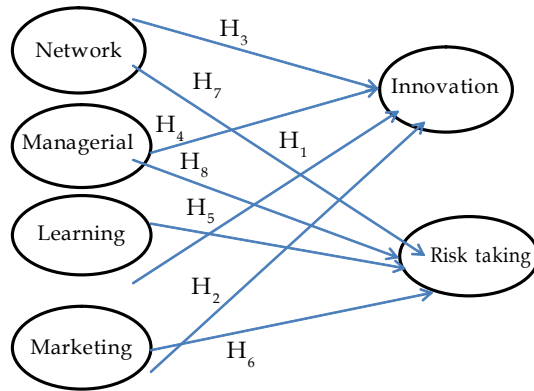 Network
Managerial
Learning
Marketing
H₃
H₇
H₄
H₁
H₈
H₅
H₂
H₆
Innovation
Risk taking